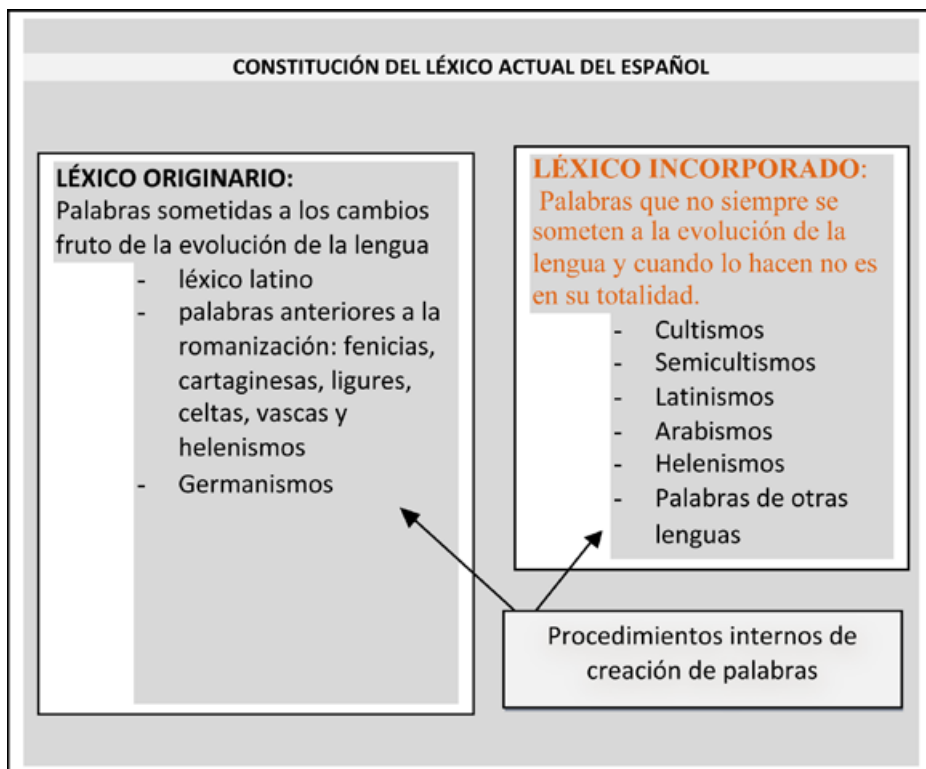 CONSTITUCIÓN DEL LÉXICO ACTUAL DEL ESPAÑOL
LÉXICO ORIGINARIO:
Palabras sometidas a los cambios
fruto de la evolución de la lengua
- léxico latino
- palabras anteriores a la
romanización: fenicias,
cartaginesas, ligures,
celtas, vascas y
helenismos
- Germanismos
LÉXICO INCORPORADO:
Palabras que no siempre se
someten a la evolución de la
lengua y cuando lo hacen no es
en su totalidad.
- Cultismos
- Semicultismos
- Latinismos
- Arabismos
- Helenismos
- Palabras de otras
lenguas
Procedimientos internos de
creación de palabras